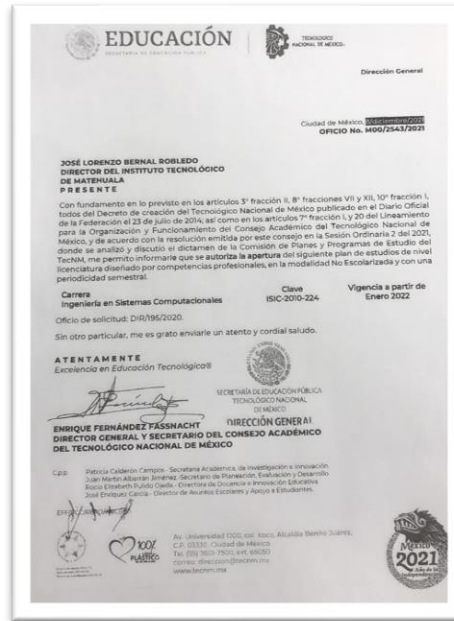 EDUCACIÓN
SECRETARÍA DE EDUCACIÓN PÚBLICA
TECNOLÓGICO
NACIONAL DE MÉXICO
Dirección General
Ciudad de México, 8/diciembre/2021
OFICIO No. M00/2543/2021
JOSÉ LORENZO BERNAL ROBLEDO
DIRECTOR DEL INSTITUTO TECNOLÓGICO
DE MATEHUALA
P R E S E N T E
Con fundamento en lo previsto en los artículos 3° fracción II, 8° fracciones VII y XII, 10° fracción I,
todos del Decreto de creación del Tecnológico Nacional de México publicado en el Diario Oficial
de la Federación el 23 de julio de 2014, así como en los artículos 7° fracción I, y 20 del Lineamiento
para la Organización y Funcionamiento del Consejo Académico del Tecnológico Nacional de
México, y de acuerdo con la resolución emitida por este consejo en la Sesión Ordinaria 2 del 2021,
donde se analizó y discutió el dictamen de la Comisión de Planes y Programas de Estudio del
TecNM, me permito informarle que se autoriza la apertura del siguiente plan de estudios de nivel
licenciatura diseñado por competencias profesionales, en la modalidad No Escolarizada y con una
periodicidad semestral.
Carrera Clave Vigencia a partir de
Ingeniería en Sistemas Computacionales ISIC-2010-224 Enero 2022
Oficio de solicitud: DIR/195/2020.
Sin otro particular, me es grato enviarle un atento y cordial saludo.
A T E N T A M E N T E
Excelencia en Educación Tecnológica®
SECRETARÍA DE EDUCACIÓN PÚBLICA
TECNOLÓGICO NACIONAL
DE MÉXICO
DIRECCIÓN GENERAL
ENRIQUE FERNÁNDEZ FASSNACHT
DIRECTOR GENERAL Y SECRETARIO DEL CONSEJO ACADÉMICO
DEL TECNOLÓGICO NACIONAL DE MÉXICO
C.p.p. Patricia Calderón Campos - Secretaria Académica, de Investigación e Innovación
Juan Martín Albarrán Jiménez - Secretario de Planeación, Evaluación y Desarrollo
Rocío Elizabeth Pulido Ojeda - Directora de Docencia e Innovación Educativa
José Enríquez García - Director de Asuntos Escolares y Apoyo a Estudiantes
100%
PLÁSTICO
Av. Universidad 1200, col. Xoco, Alcaldía Benito Juárez,
C.P. 03330, Ciudad de México.
Tel. (55) 3601-7500, ext. 65050
correo: direccion@tecnm.mx
www.tecnm.mx
México
2021
Año de la
Independencia